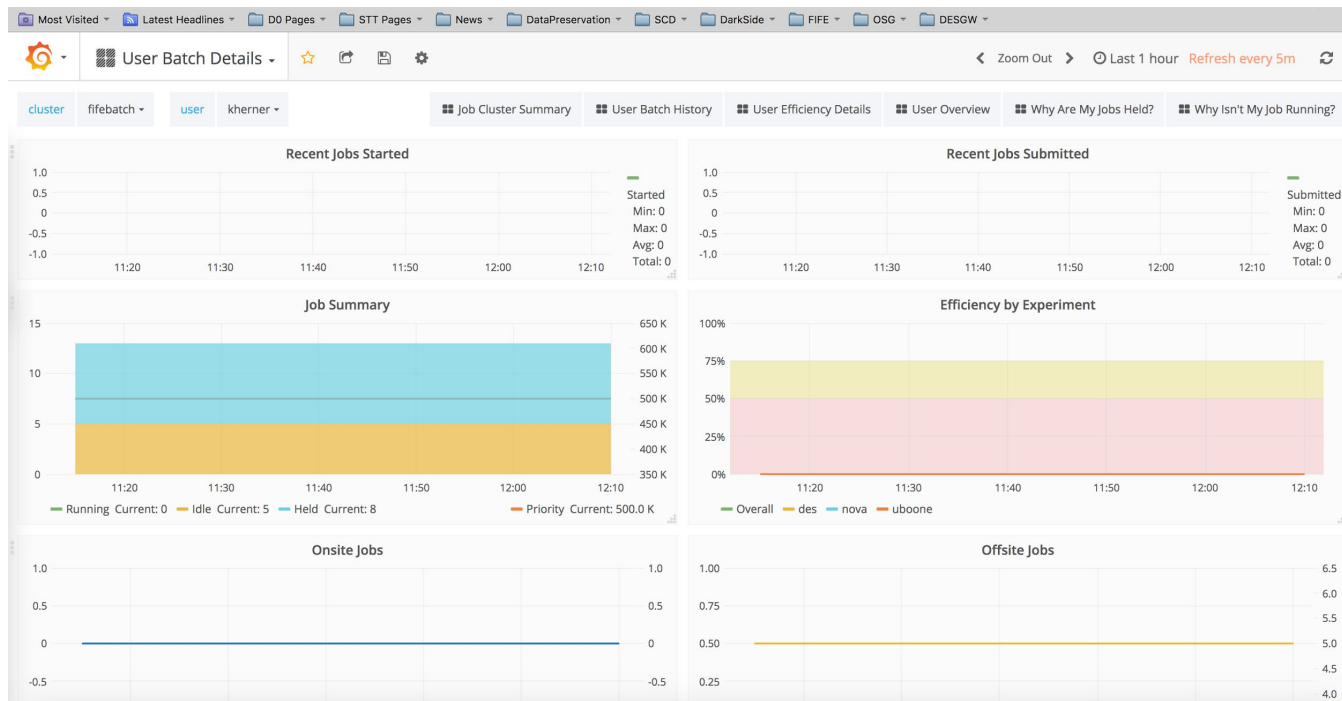 Most Visited Latest Headlines D0 Pages STT Pages News DataPreservation SCD DarkSide FIFE OSG DESGW
User Batch Details Zoom Out Last 1 hour Refresh every 5m
cluster fifebatch user kherner Job Cluster Summary User Batch History User Efficiency Details User Overview Why Are My Jobs Held? Why Isn't My Job Running?
Recent Jobs Started
1.0
0.5
0
-0.5
-1.0
11:20 11:30 11:40 11:50 12:00 12:10
Started
Min: 0
Max: 0
Avg: 0
Total: 0
Recent Jobs Submitted
1.0
0.5
0
-0.5
-1.0
11:20 11:30 11:40 11:50 12:00 12:10
Submitted
Min: 0
Max: 0
Avg: 0
Total: 0
Job Summary
15
10
5
0
650 K
600 K
550 K
500 K
450 K
400 K
350 K
11:20 11:30 11:40 11:50 12:00 12:10
Running Current: 0 Idle Current: 5 Held Current: 8 Priority Current: 500.0 K
Efficiency by Experiment
100%
75%
50%
25%
0%
11:20 11:30 11:40 11:50 12:00 12:10
Overall des nova uboone
Onsite Jobs
1.0
0.5
0
-0.5
1.0
0.5
0
-0.5
Offsite Jobs
1.00
0.75
0.50
0.25
6.5
6.0
5.5
5.0
4.5
4.0